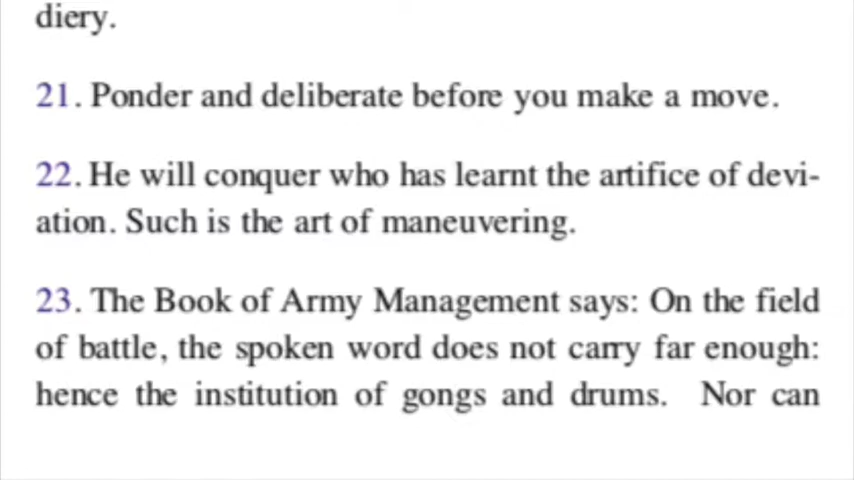 diery.
21. Ponder and deliberate before you make a move.
22. He will conquer who has learnt the artifice of devi-
ation. Such is the art of maneuvering.
23. The Book of Army Management says: On the field
of battle, the spoken word does not carry far enough:
hence the institution of gongs and drums. Nor can